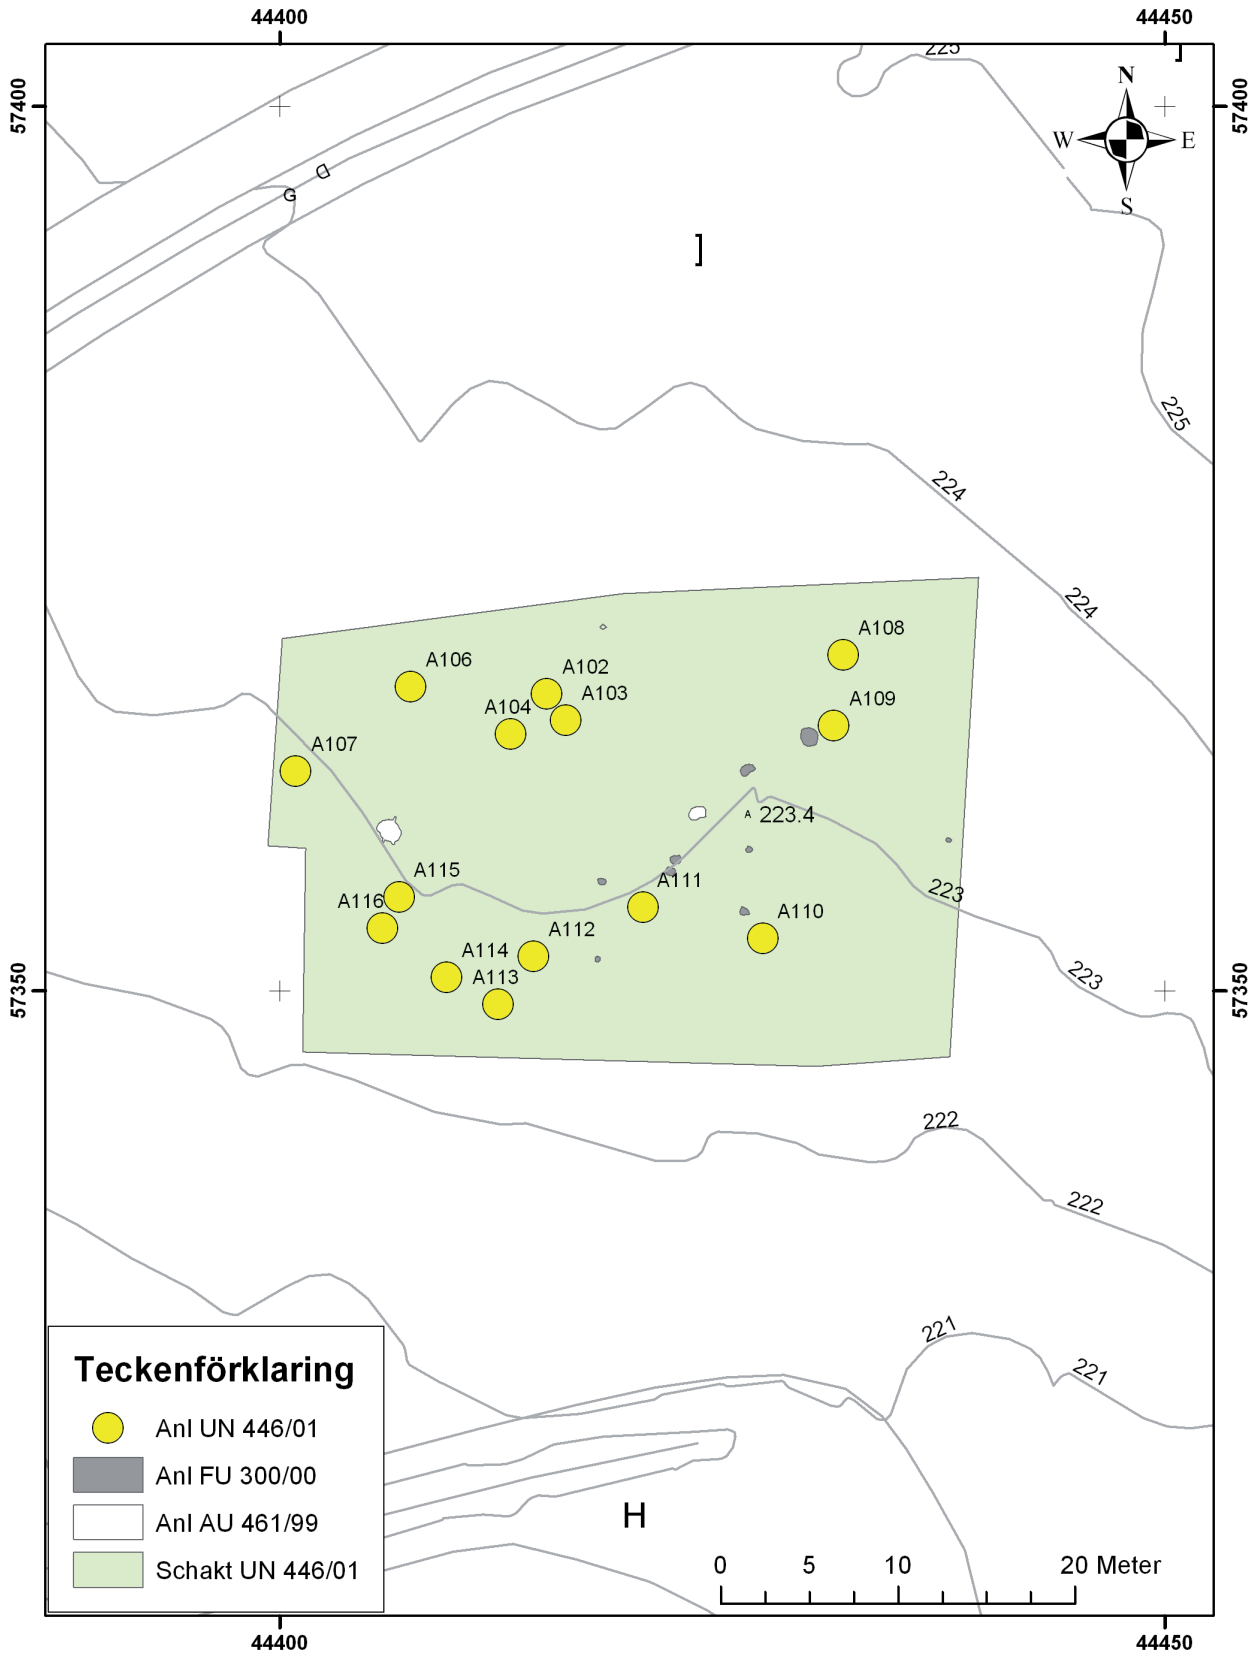 44400
44450
57400
57400
225
N
W
E
S
D
G
]
]
225
224
224
A108
A106
A102
A103
A104
A109
A107
A 223.4
A115
A111
223
A116
A110
A112
A114
A113
223
57350
57350
222
222
221
221
Teckenförklaring
Anl UN 446/01
Anl FU 300/00
Anl AU 461/99
Schakt UN 446/01
H
0 5 10 20 Meter
44400
44450